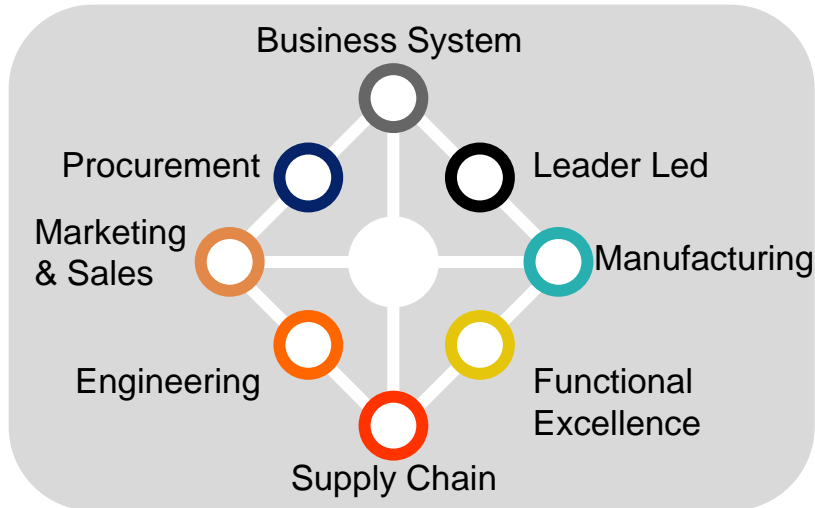 Business System
Procurement
Leader Led
Marketing
& Sales
Manufacturing
Engineering
Functional
Excellence
Supply Chain